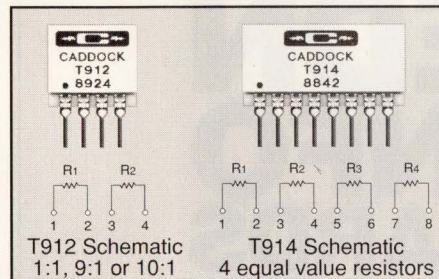 CADDOCK
T912
8924
CADDOCK
T914
8842
R1 R2
1 2 3 4
R1 R2 R3 R4
1 2 3 4 5 6 7 8
T912 Schematic
1:1, 9:1 or 10:1
T914 Schematic
4 equal value resistors